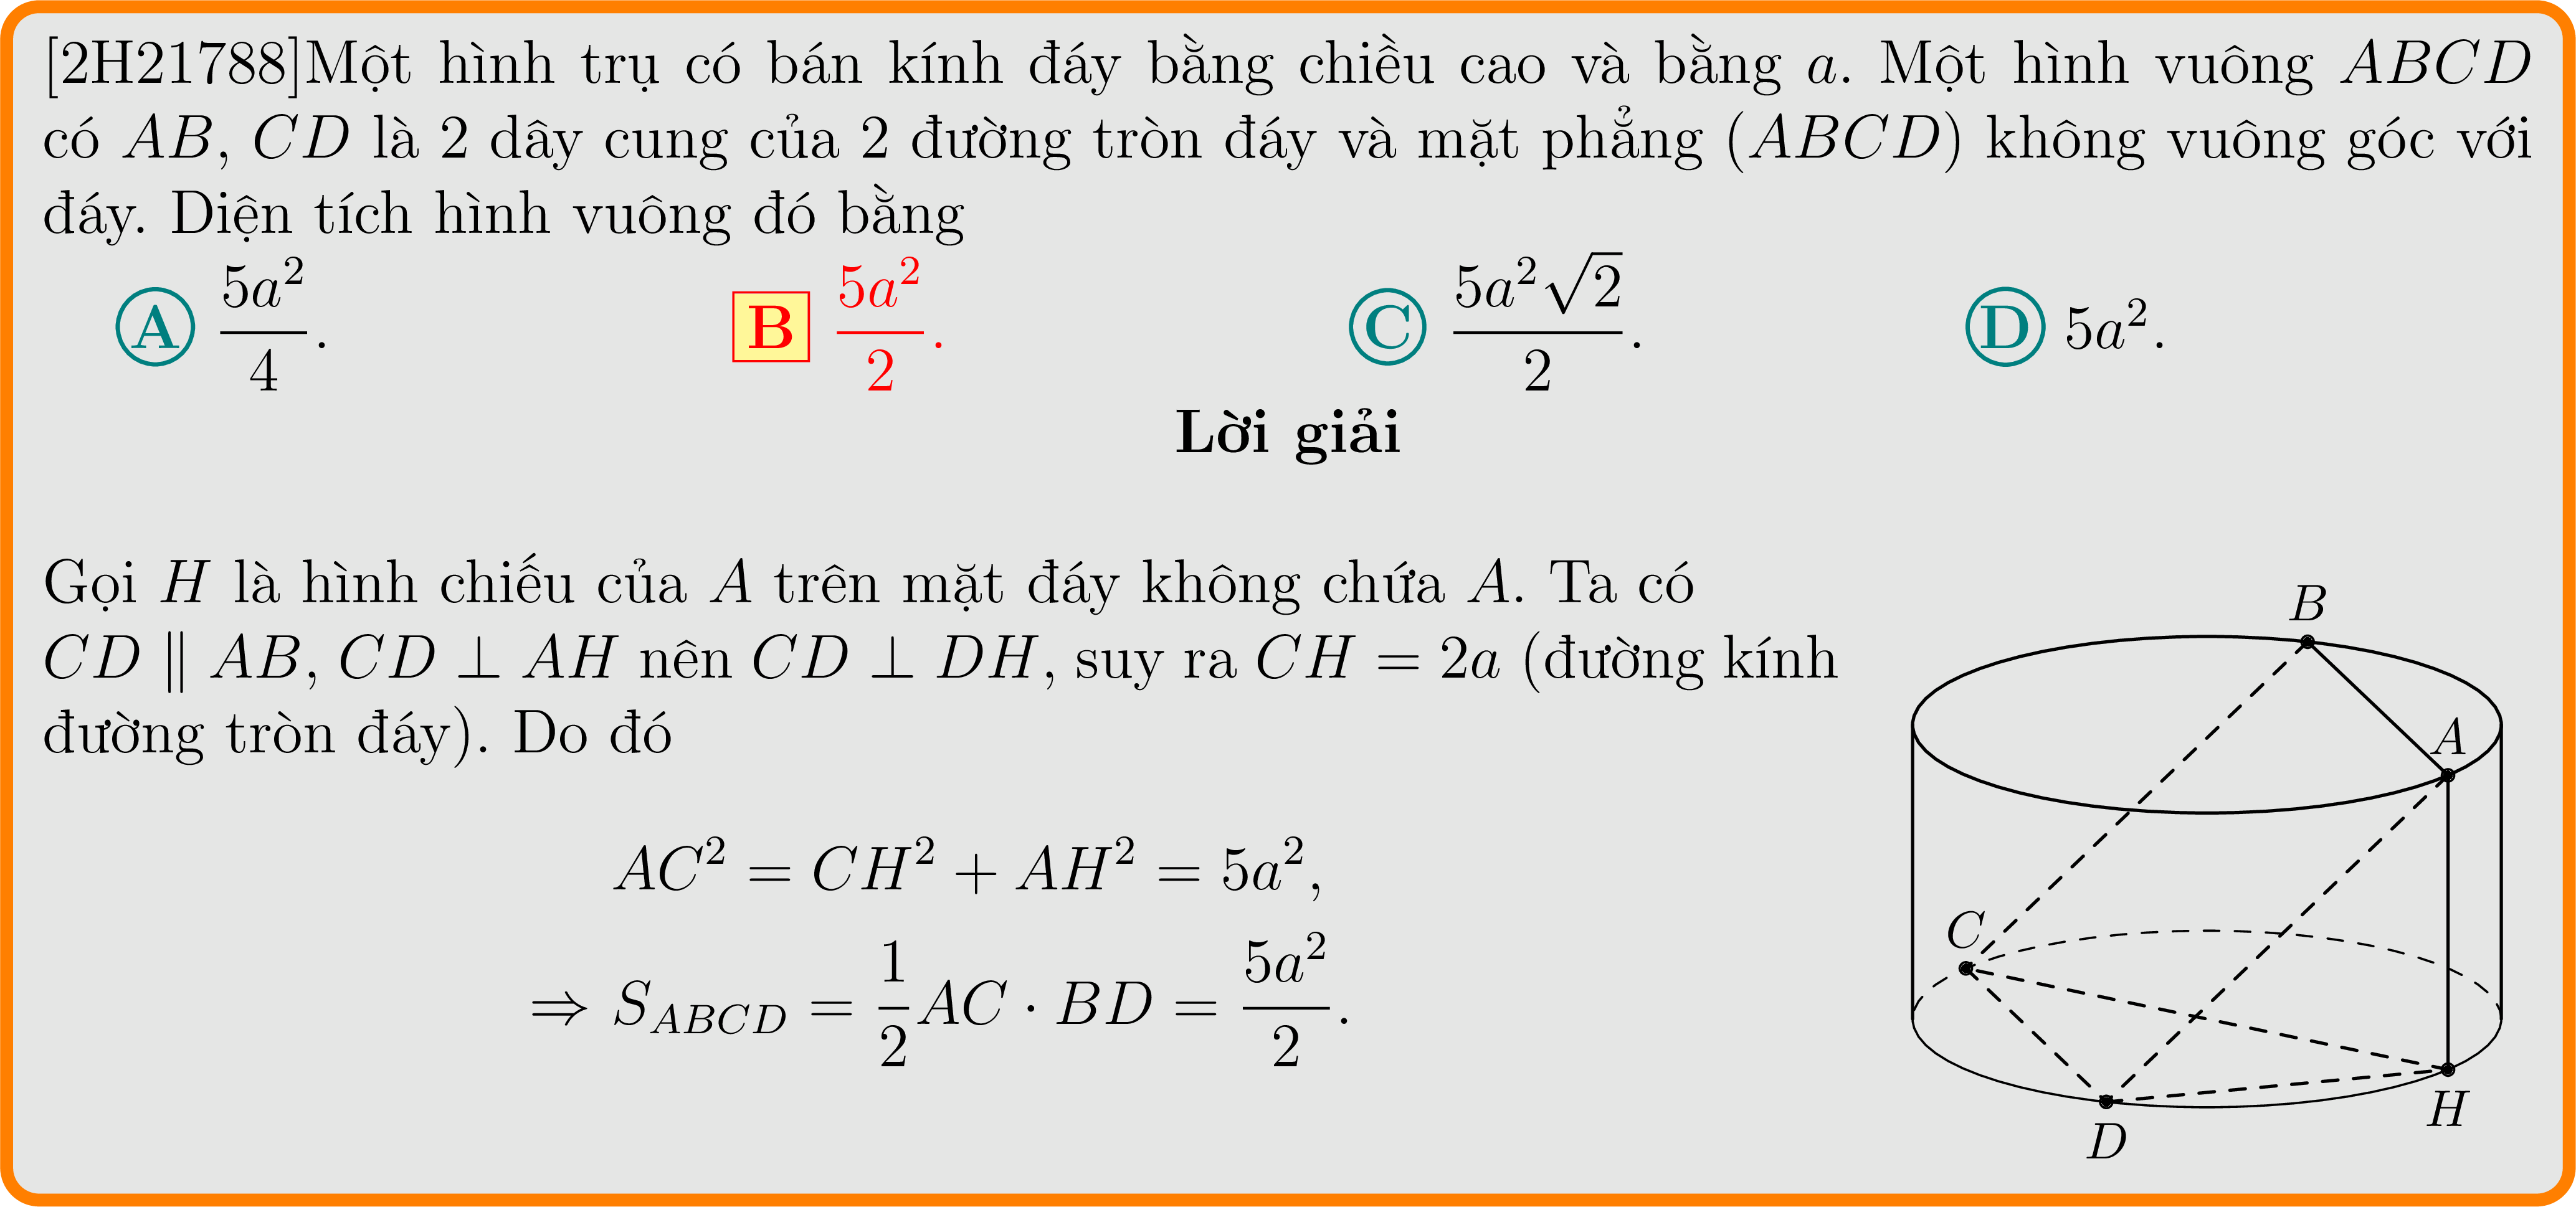 [2H21788]Một hình trụ có bán kính đáy bằng chiều cao và bằng a. Một hình vuông ABCD
có AB, CD là 2 dây cung của 2 đường tròn đáy và mặt phẳng (ABCD) không vuông góc với
đáy. Diện tích hình vuông đó bằng
A $\frac{5a^2}{4}$. B $\frac{5a^2}{2}$. C $\frac{5a^2\sqrt{2}}{2}$. D $5a^2$.
Lời giải
Gọi H là hình chiếu của A trên mặt đáy không chứa A. Ta có
CD ∥ AB, CD ⊥ AH nên CD ⊥ DH, suy ra CH = 2a (đường kính
đường tròn đáy). Do đó
$AC^2 = CH^2 + AH^2 = 5a^2,$
$\Rightarrow S_{ABCD} = \frac{1}{2}AC \cdot BD = \frac{5a^2}{2}.$
B
A
C
H
D